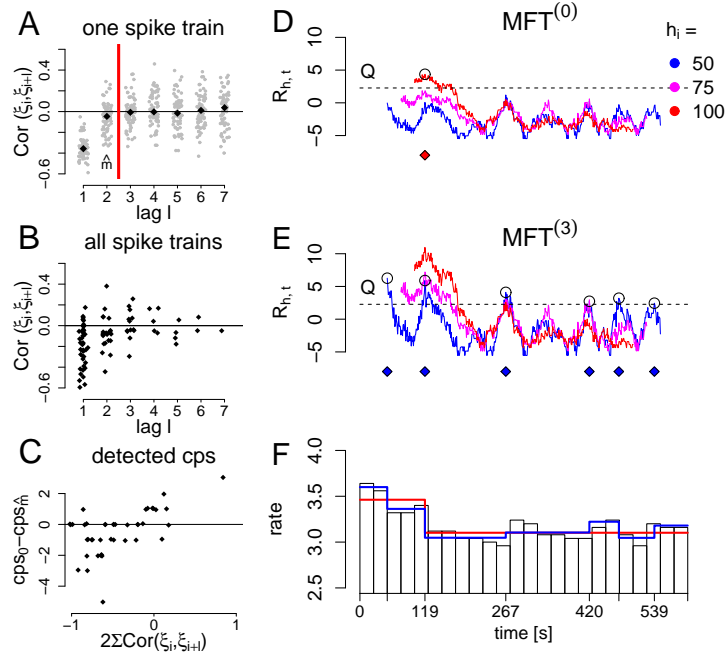 A one spike train
Cor (ξi,ξi+l)
0.4
0.0
−0.6
m̂
1 2 3 4 5 6 7
lag l
B all spike trains
Cor (ξi,ξi+l)
0.4
0.0
−0.6
1 2 3 4 5 6 7
lag l
C detected cps
cps0−cpsm̂
2
0
−2
−4
−1 0 1
2ΣCor(ξi,ξi+l)
D MFT(0)
Rh, t
10
5
0
−5
Q
hi =
50
75
100
E MFT(3)
Rh, t
10
5
0
−5
Q
F
rate
4.0
3.5
3.0
2.5
0 119 267 420 539
time [s]